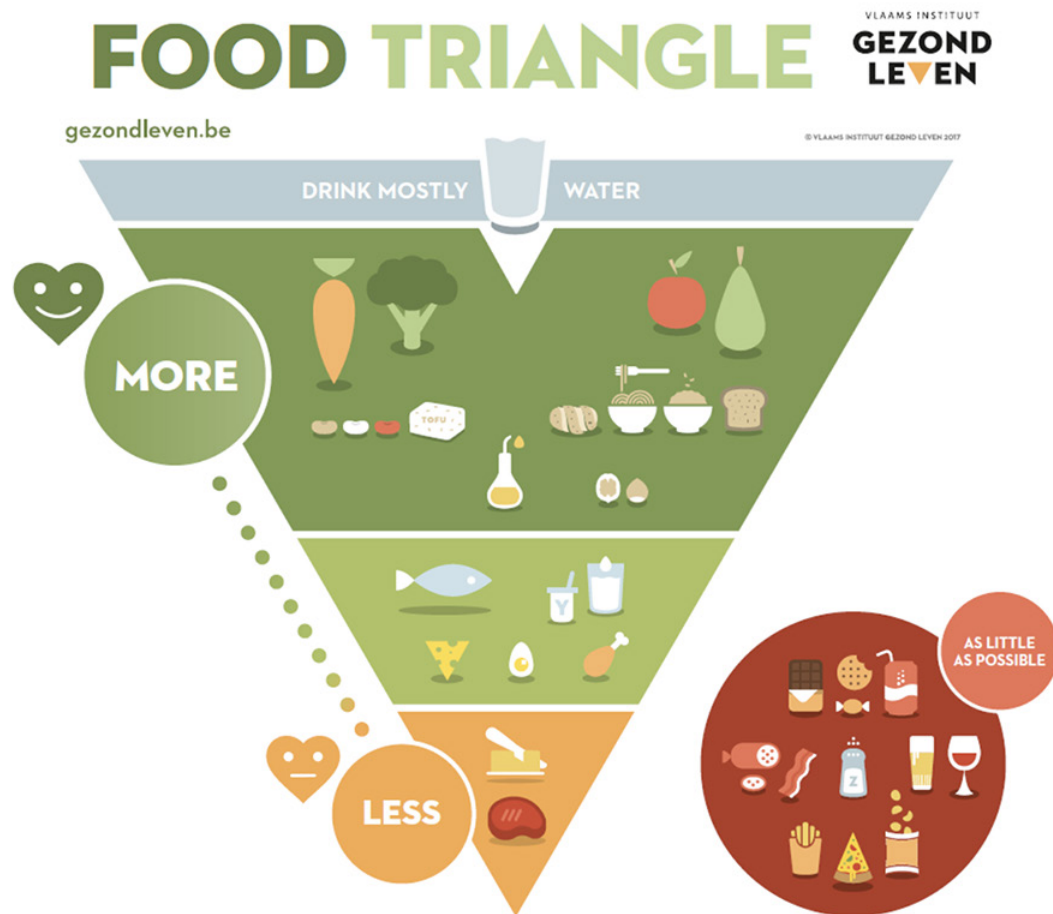 FOOD TRIANGLE
VLAAMS INSTITUUT
GEZOND
LEVEN
gezondleven.be
© VLAAMS INSTITUUT GEZOND LEVEN 2017
DRINK MOSTLY WATER
MORE
TOFU
Y
AS LITTLE
AS POSSIBLE
Z
LESS